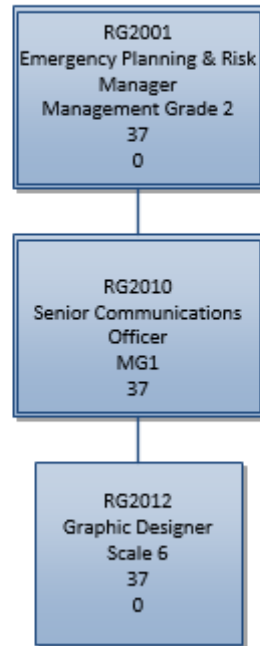 RG2001
Emergency Planning & Risk
Manager
Management Grade 2
37
0
RG2010
Senior Communications
Officer
MG1
37
RG2012
Graphic Designer
Scale 6
37
0